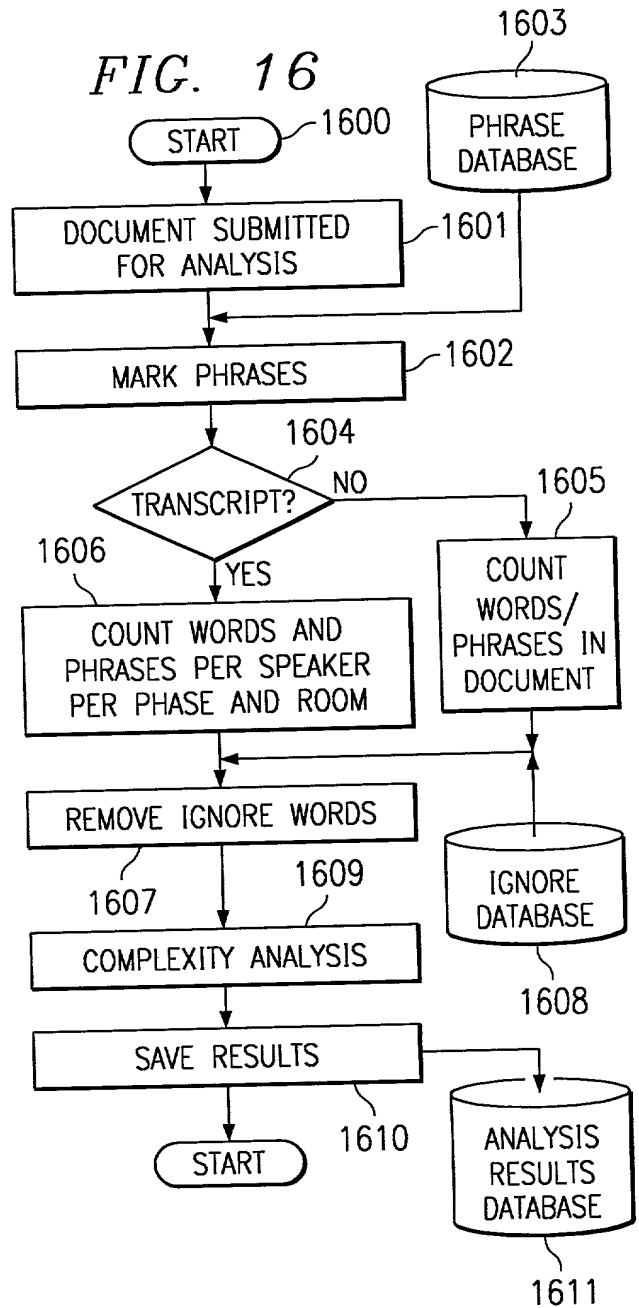 FIG. 16
1603
PHRASE
DATABASE
START
1600
DOCUMENT SUBMITTED
FOR ANALYSIS
1601
MARK PHRASES
1602
1604
TRANSCRIPT?
NO
YES
1605
COUNT
WORDS/
PHRASES IN
DOCUMENT
1606
COUNT WORDS AND
PHRASES PER SPEAKER
PER PHASE AND ROOM
REMOVE IGNORE WORDS
1607
IGNORE
DATABASE
1608
1609
COMPLEXITY ANALYSIS
SAVE RESULTS
1610
START
ANALYSIS
RESULTS
DATABASE
1611